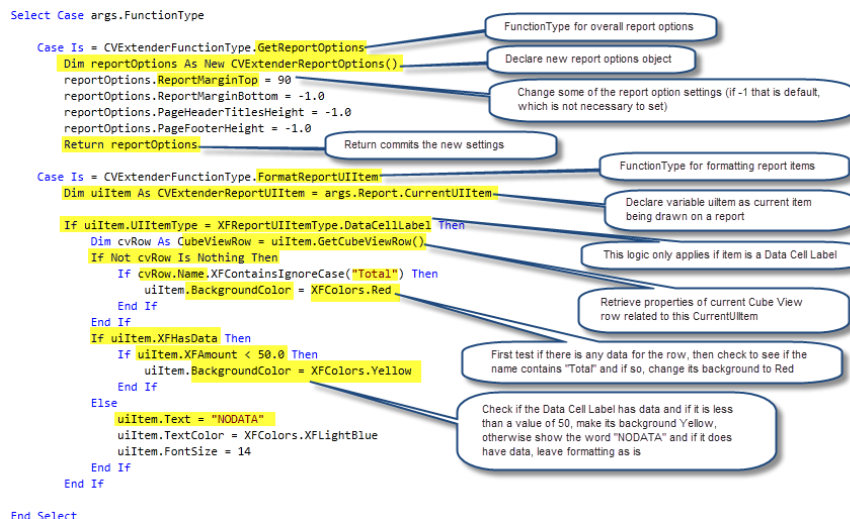 Select Case args.FunctionType
FunctionType for overall report options
Case Is = CVExtenderFunctionType.GetReportOptions
Dim reportOptions As New CVExtenderReportOptions()
Declare new report options object
reportOptions.ReportMarginTop = 90
reportOptions.ReportMarginBottom = -1.0
reportOptions.PageHeaderTitlesHeight = -1.0
reportOptions.PageFooterHeight = -1.0
Change some of the report option settings (if -1 that is default,
which is not necessary to set)
Return reportOptions
Return commits the new settings
FunctionType for formatting report items
Case Is = CVExtenderFunctionType.FormatReportUIItem
Dim uiItem As CVExtenderReportUIItem = args.Report.CurrentUIItem
Declare variable uiItem as current item
being drawn on a report
If uiItem.UIItemType = XFReportUIItemType.DataCellLabel Then
Dim cvRow As CubeViewRow = uiItem.GetCubeViewRow()
This logic only applies if item is a Data Cell Label
If Not cvRow Is Nothing Then
If cvRow.Name.XFContainsIgnoreCase("Total") Then
uiItem.BackgroundColor = XFColors.Red
End If
End If
Retrieve properties of current Cube View
row related to this CurrentUIItem
If uiItem.XFHasData Then
If uiItem.XFAmount < 50.0 Then
uiItem.BackgroundColor = XFColors.Yellow
End If
First test if there is any data for the row, then check to see if the
name contains "Total" and if so, change its background to Red
Else
uiItem.Text = "NODATA"
uiItem.TextColor = XFColors.XFLightBlue
uiItem.FontSize = 14
End If
End If
Check if the Data Cell Label has data and if it is less
than a value of 50, make its background Yellow,
otherwise show the word "NODATA" and if it does
have data, leave formatting as is
End Select